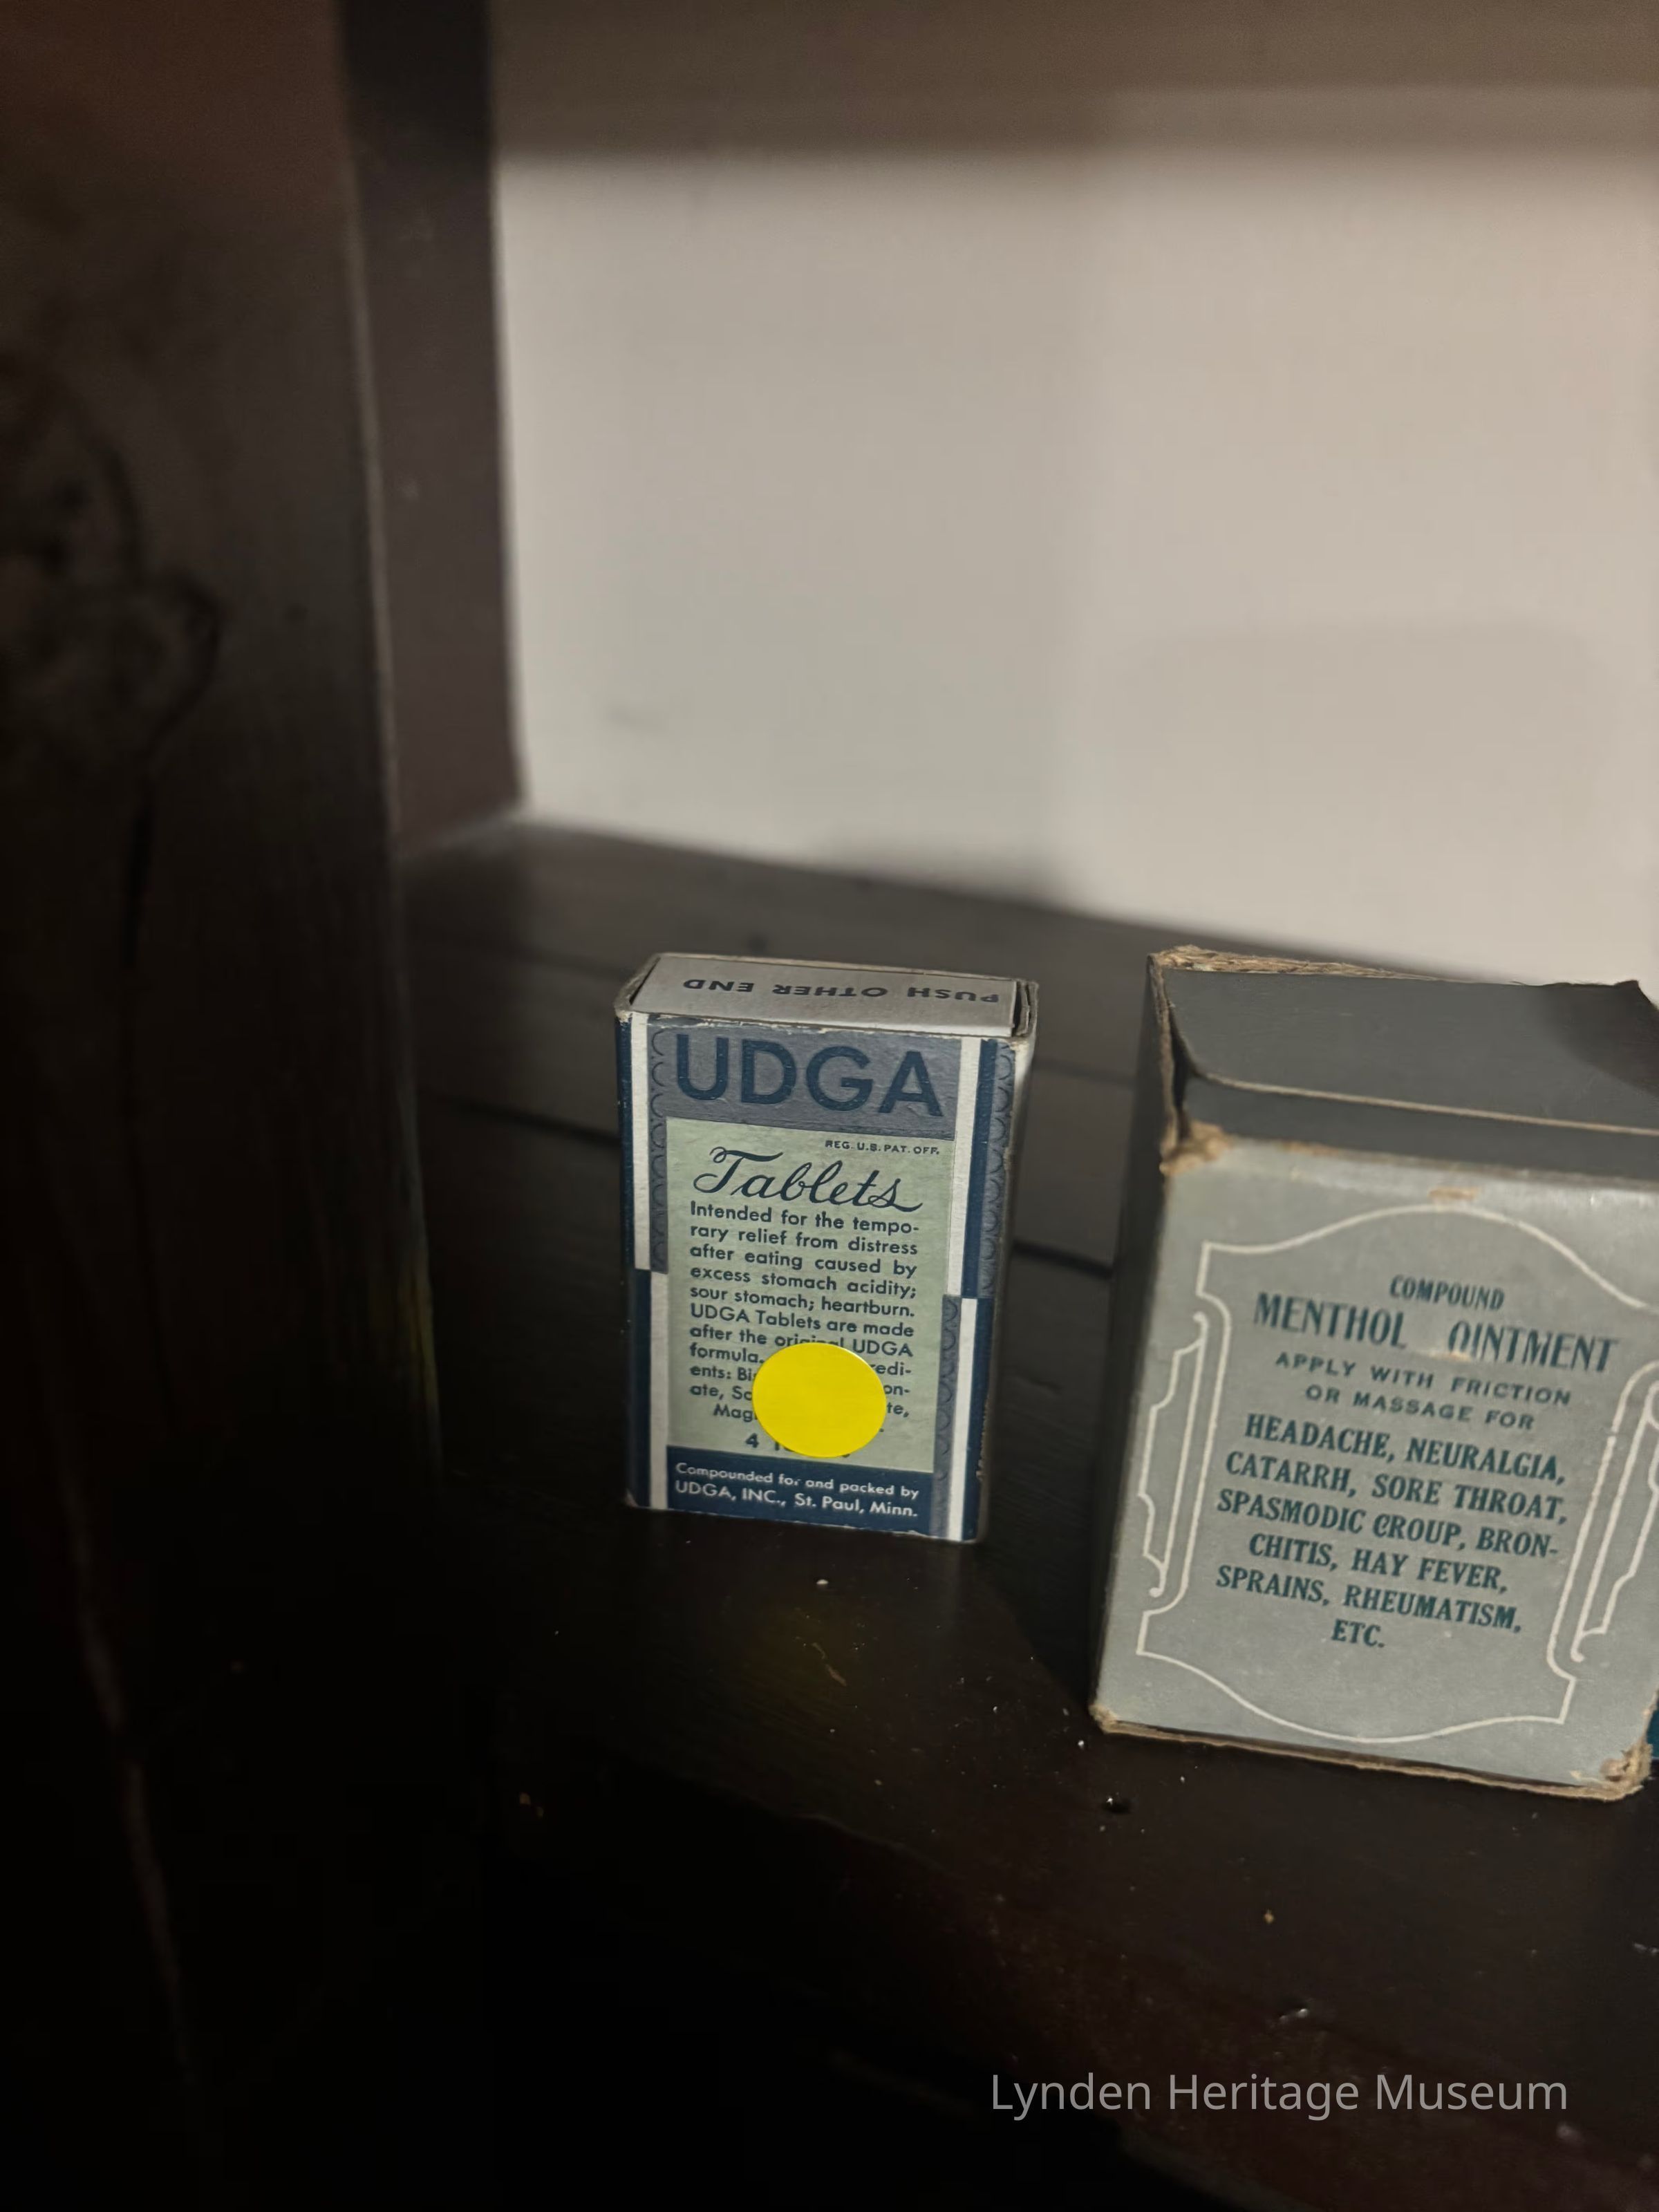 PUSH OTHER END
UDGA
REG. U.S. PAT. OFF.
Tablets
Intended for the tempo-
rary relief from distress
after eating caused by
excess stomach acidity;
sour stomach; heartburn.
UDGA Tablets are made
after the original UDGA
formula.
ents:
ate,
4
Compounded for and packed by
UDGA, INC., St. Paul, Minn.
COMPOUND
MENTHOL OINTMENT
APPLY WITH FRICTION
OR MASSAGE FOR
HEADACHE, NEURALGIA,
CATARRH, SORE THROAT,
SPASMODIC CROUP, BRON-
CHITIS, HAY FEVER,
SPRAINS, RHEUMATISM,
ETC.
Lynden Heritage Museum